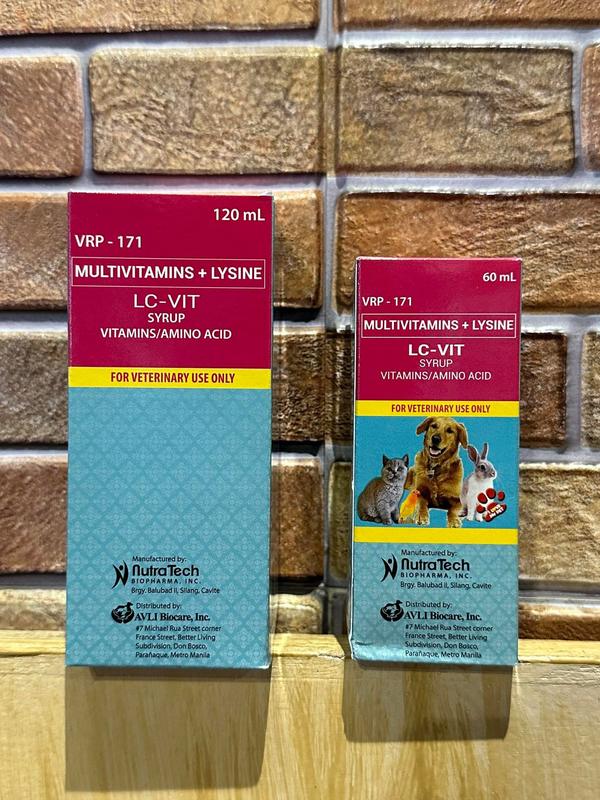 120 mL
VRP - 171
MULTIVITAMINS + LYSINE
LC-VIT
SYRUP
VITAMINS/AMINO ACID
FOR VETERINARY USE ONLY
Manufactured by:
NutraTech
BIOPHARMA, INC.
Brgy. Balubad II, Silang, Cavite
Distributed by:
AVLI Biocare, Inc.
#7 Michael Rua Street corner
France Street, Better Living
Subdivision, Don Bosco,
Parañaque, Metro Manila
60 mL
VRP - 171
MULTIVITAMINS + LYSINE
LC-VIT
SYRUP
VITAMINS/AMINO ACID
FOR VETERINARY USE ONLY
Manufactured by:
NutraTech
BIOPHARMA, INC.
Brgy. Balubad II, Silang, Cavite
Distributed by:
AVLI Biocare, Inc.
#7 Michael Rua Street corner
France Street, Better Living
Subdivision, Don Bosco,
Parañaque, Metro Manila